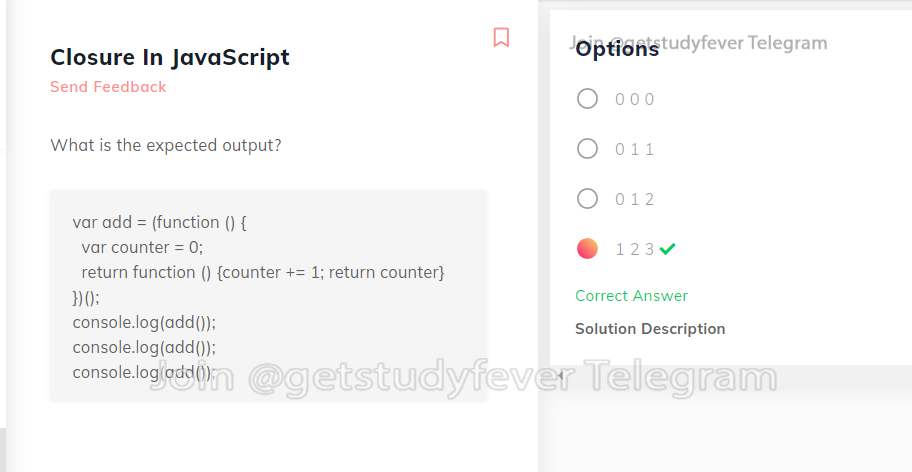 Closure In JavaScript
Send Feedback
What is the expected output?
var add = (function () {
var counter = 0;
return function () {counter += 1; return counter}
})();
console.log(add());
console.log(add());
console.log(add());
Join @getstudyfever Telegram
Join @getstudyfever Telegram
Options
0 0 0
0 1 1
0 1 2
1 2 3
Correct Answer
Solution Description